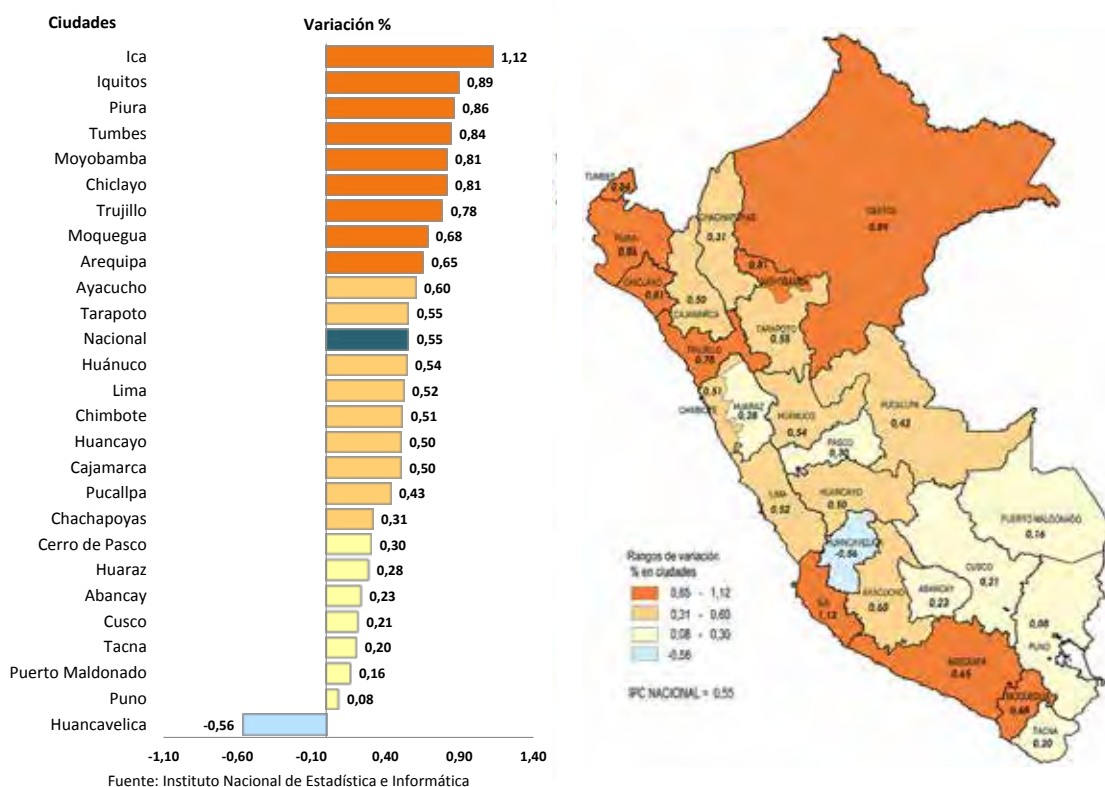 Ciudades
Variación %
Ica 1,12
Iquitos 0,89
Piura 0,86
Tumbes 0,84
Moyobamba 0,81
Chiclayo 0,81
Trujillo 0,78
Moquegua 0,68
Arequipa 0,65
Ayacucho 0,60
Tarapoto 0,55
Nacional 0,55
Huánuco 0,54
Lima 0,52
Chimbote 0,51
Huancayo 0,50
Cajamarca 0,50
Pucallpa 0,43
Chachapoyas 0,31
Cerro de Pasco 0,30
Huaraz 0,28
Abancay 0,23
Cusco 0,21
Tacna 0,20
Puerto Maldonado 0,16
Puno 0,08
Huancavelica -0,56
-1,10 -0,60 -0,10 0,40 0,90 1,40
Fuente: Instituto Nacional de Estadística e Informática
TUMBES
0,84
PIURA
0,86
CHACHAPOYAS
0,31
IQUITOS
0,89
CHICLAYO
0,81
0,50
CAJAMARCA
0,81
MOYOBAMBA
TARAPOTO
0,55
TRUJILLO
0,78
0,51
CHIMBOTE
HUARAZ
0,28
HUANUCO
0,54
PUCALLPA
0,43
PASCO
0,30
LIMA
0,52
HUANCAYO
0,50
PUERTO MALDONADO
0,16
HUANCAVELICA
-0,56
CUSCO
0,21
ICA
1,12
AYACUCHO
0,60
ABANCAY
0,23
0,08
PUNO
AREQUIPA
0,65
MOQUEGUA
0,68
TACNA
0,20
Rangos de variación
% en ciudades
0,65 - 1,12
0,31 - 0,60
0,08 - 0,30
-0,56
IPC NACIONAL = 0,55